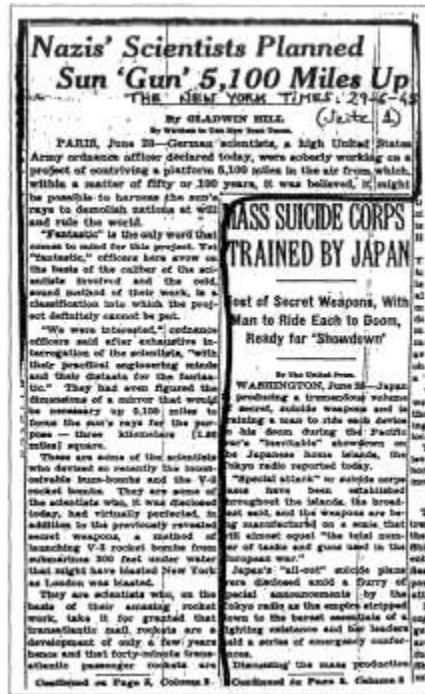 Nazis' Scientists Planned
Sun 'Gun' 5,100 Miles Up
THE NEW YORK TIMES. 29-6-45
(Seite 1)
By GLADWIN HILL
By Wireless to THE NEW YORK TIMES.
PARIS, June 28—German scientists, a high United States
Army ordnance officer declared today, were soberly working on a
project of contriving a platform 5,100 miles in the air from which,
within a matter of fifty or 100 years, it was believed, it might
be possible to harness the sun's
rays to demolish nations at will
and rule the world.
"Fantastic" is the only word that
comes to mind for this project. Yet
"fantastic," officers here avow on
the basis of the caliber of the sci-
entists involved and the cold,
sound method of their work, is a
classification into which the proj-
ect definitely cannot be put.
"We were interested," ordnance
officers said after exhaustive in-
terrogation of the scientists, "with
their practical engineering minds
and their distaste for the fantas-
tic." They had even figured the
dimensions of a mirror that would
be necessary up 5,100 miles to
focus the sun's rays for the pur-
pose — three kilometers
miles) square.
These are some of the scientists
who devised so recently the
buzz-bombs and the V-2
rocket bombs. They are some of
the scientists who, it was disclosed
today, had virtually perfected, in
addition to the previously revealed
secret weapons, a method of
launching V-2 rocket bombs from
submarines 300 feet under water
that might have blasted New York
as London was blasted.
They are scientists who, on the
basis of their amazing rocket
work, take it for granted that
transatlantic mail rockets are a
development of only a few years
hence and that forty-minute trans-
atlantic passenger rockets are
Continued on Page 5, Column
MASS SUICIDE CORPS
TRAINED BY JAPAN
Host of Secret Weapons, With
Man to Ride Each to Doom,
Ready for "Showdown"
By The United Press.
WASHINGTON, June 28—Japan
is producing a tremendous volume
of secret, suicide weapons and is
training a man to ride each device
to his doom during the Pacific
war's "inevitable" showdown on
the Japanese home islands, the
Tokyo radio reported today.
"Special attack" or suicide corps
have been established
throughout the islands, the broad-
cast said, and the weapons are be-
ing manufactured on a scale that
will almost equal "the total num-
ber of tanks and guns used in the
European war."
Japan's "all-out" suicide plans
were disclosed amid a flurry of
special announcements by the
Tokyo radio as the empire stripped
down to the barest essentials of a
fighting existence and its leaders
held a series of emergency confer-
ences.
Discussing the mass production
Continued on Page 4, Column